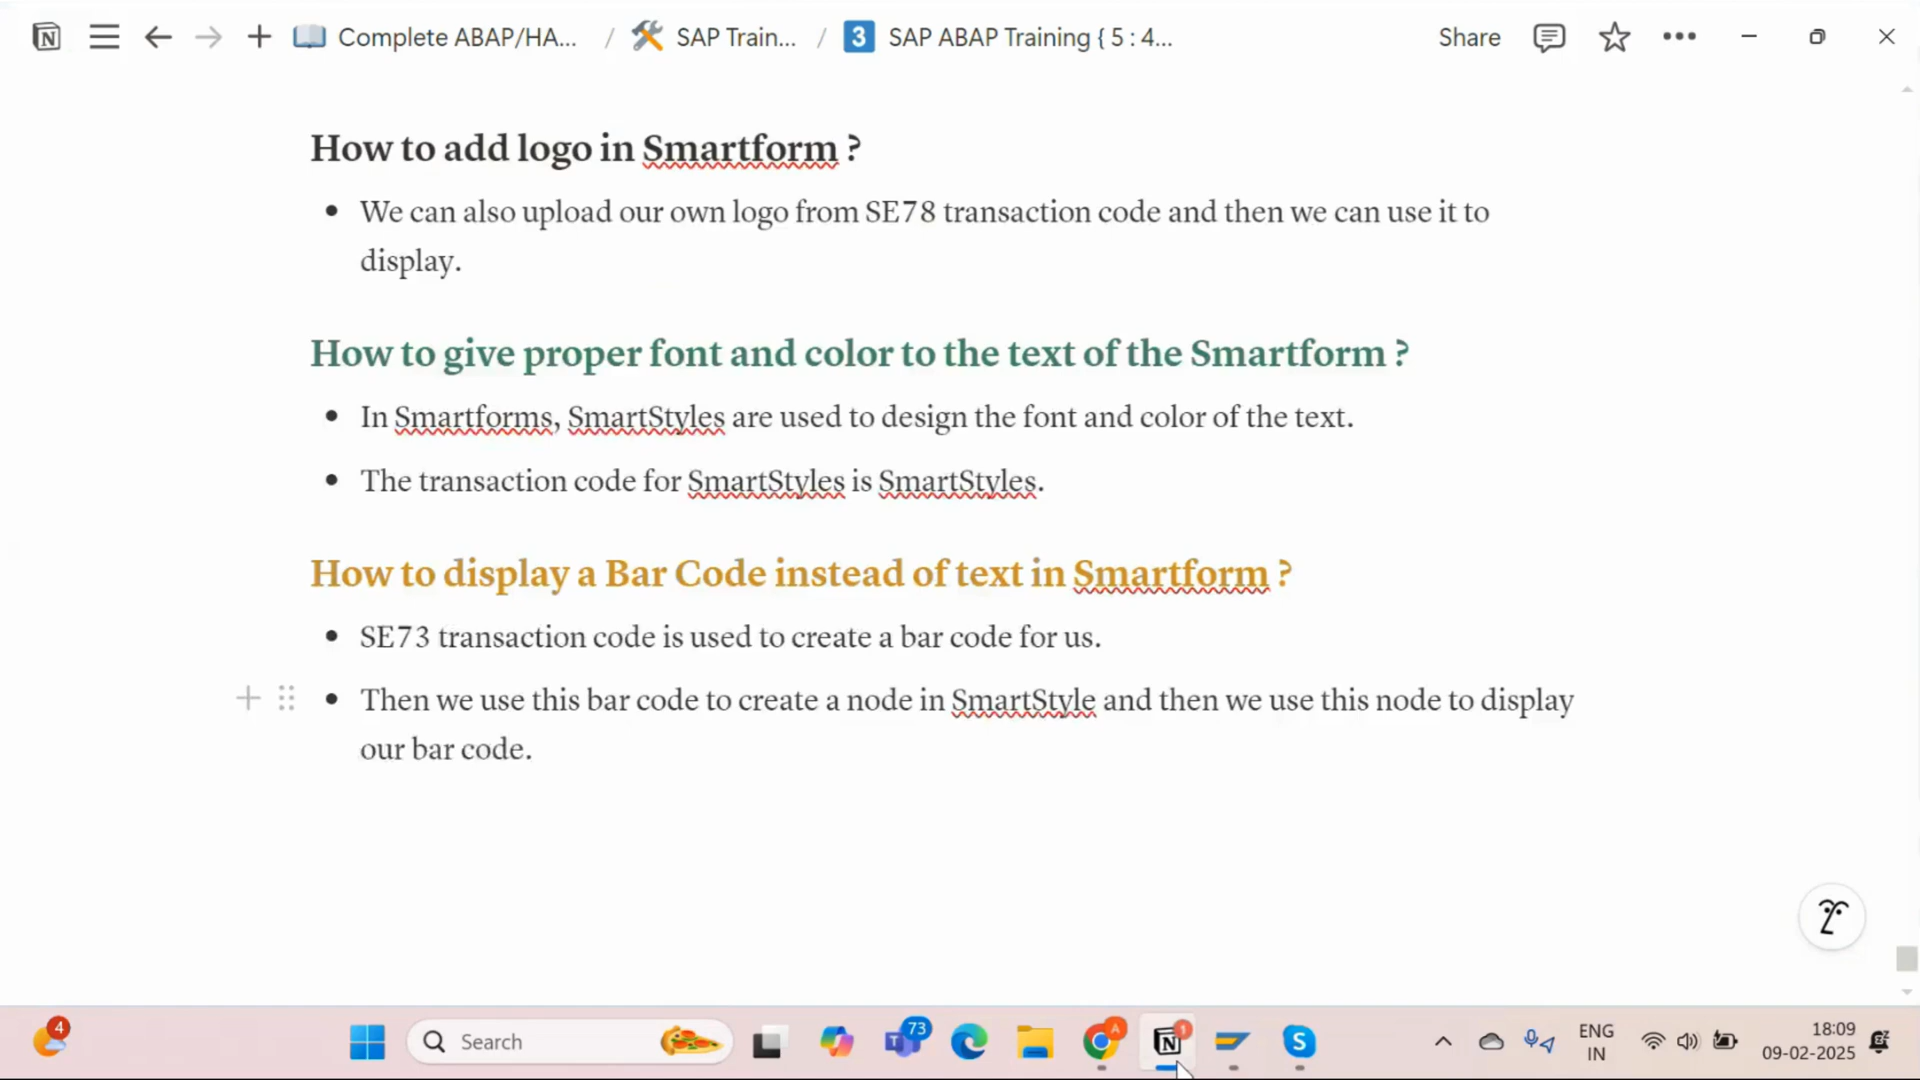 Complete ABAP/HA... / SAP Train... / 3 SAP ABAP Training { 5 : 4... Share
How to add logo in Smartform ?
We can also upload our own logo from SE78 transaction code and then we can use it to
display.
How to give proper font and color to the text of the Smartform ?
In Smartforms, SmartStyles are used to design the font and color of the text.
The transaction code for SmartStyles is SmartStyles.
How to display a Bar Code instead of text in Smartform ?
SE73 transaction code is used to create a bar code for us.
Then we use this bar code to create a node in SmartStyle and then we use this node to display
our bar code.
4 Search 73 A N 1 S ENG 18:09
IN 09-02-2025